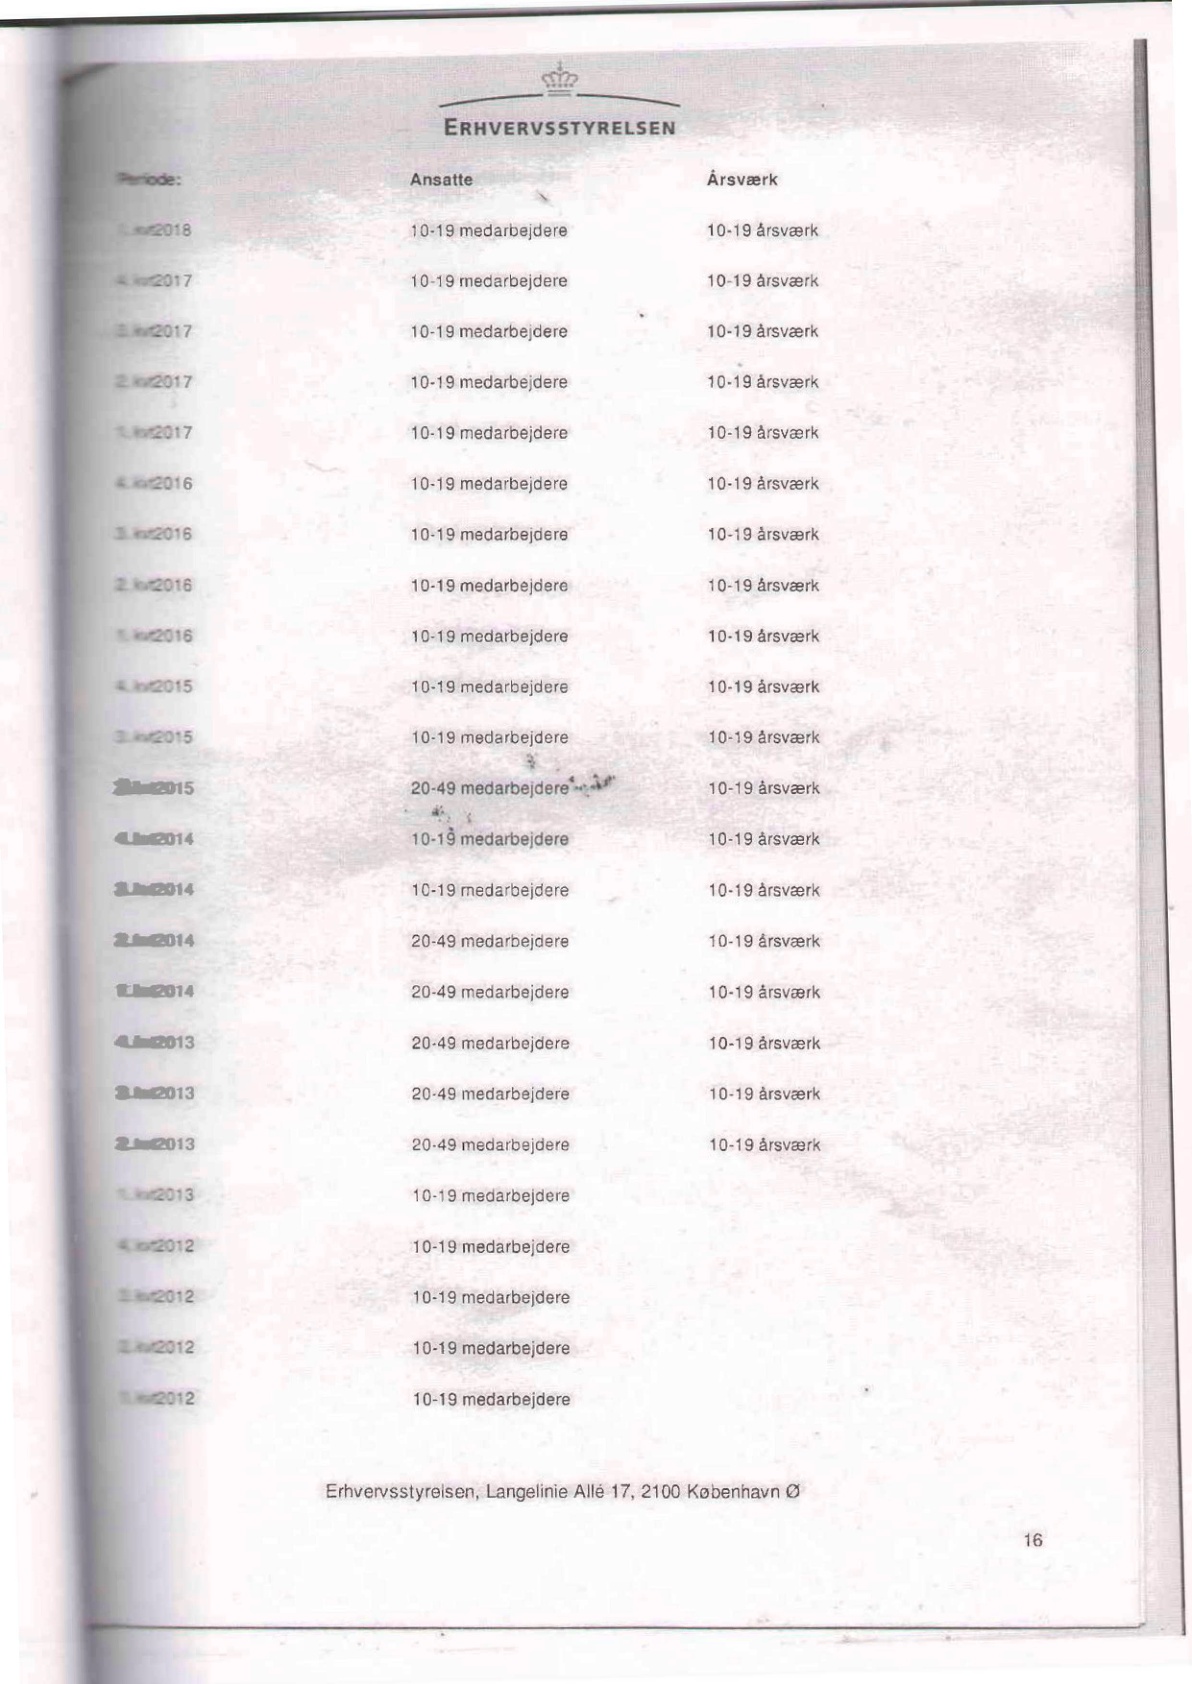 ERHVERVSSTYRELSEN
Periode: Ansatte Årsværk
1. kvt2018 10-19 medarbejdere 10-19 årsværk
4. kvt2017 10-19 medarbejdere 10-19 årsværk
3. kvt2017 10-19 medarbejdere 10-19 årsværk
2. kvt2017 10-19 medarbejdere 10-19 årsværk
1. kvt2017 10-19 medarbejdere 10-19 årsværk
4. kvt2016 10-19 medarbejdere 10-19 årsværk
3. kvt2016 10-19 medarbejdere 10-19 årsværk
2. kvt2016 10-19 medarbejdere 10-19 årsværk
1. kvt2016 10-19 medarbejdere 10-19 årsværk
4. kvt2015 10-19 medarbejdere 10-19 årsværk
3. kvt2015 10-19 medarbejdere 10-19 årsværk
2015 20-49 medarbejdere 10-19 årsværk
4. kvt2014 10-19 medarbejdere 10-19 årsværk
3. kvt2014 10-19 medarbejdere 10-19 årsværk
2. kvt2014 20-49 medarbejdere 10-19 årsværk
1. kvt2014 20-49 medarbejdere 10-19 årsværk
4. kvt2013 20-49 medarbejdere 10-19 årsværk
3. kvt2013 20-49 medarbejdere 10-19 årsværk
2. kvt2013 20-49 medarbejdere 10-19 årsværk
1. kvt2013 10-19 medarbejdere
4. kvt2012 10-19 medarbejdere
3. kvt2012 10-19 medarbejdere
2. kvt2012 10-19 medarbejdere
1. kvt2012 10-19 medarbejdere
Erhvervsstyrelsen, Langelinie Allé 17, 2100 København Ø
16